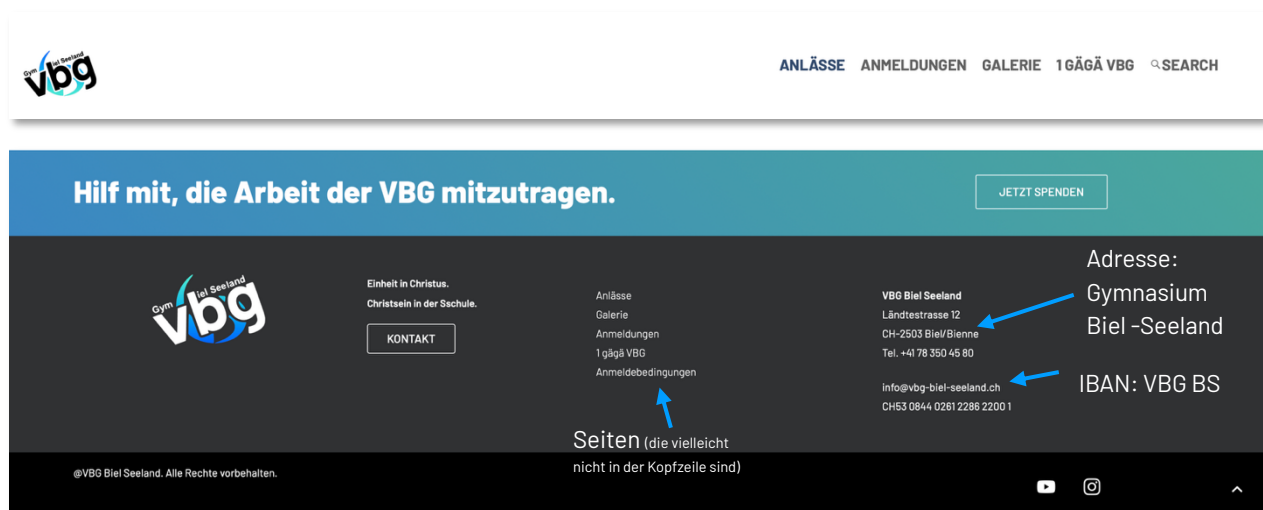 Gym Biel Seeland
vbg
ANLÄSSE ANMELDUNGEN GALERIE 1 GÄGÄ VBG SEARCH
Hilf mit, die Arbeit der VBG mitzutragen.
JETZT SPENDEN
Gym Biel Seeland
vbg
Einheit in Christus.
Christsein in der Sschule.
KONTAKT
Anlässe
Galerie
Anmeldungen
1 gägä VBG
Anmeldebedingungen
Seiten (die vielleicht
nicht in der Kopfzeile sind)
VBG Biel Seeland
Ländtestrasse 12
CH-2503 Biel/Bienne
Tel. +41 78 350 45 80
info@vbg-biel-seeland.ch
CH53 0844 0261 2286 2200 1
Adresse:
Gymnasium
Biel -Seeland
IBAN: VBG BS
@VBG Biel Seeland. Alle Rechte vorbehalten.